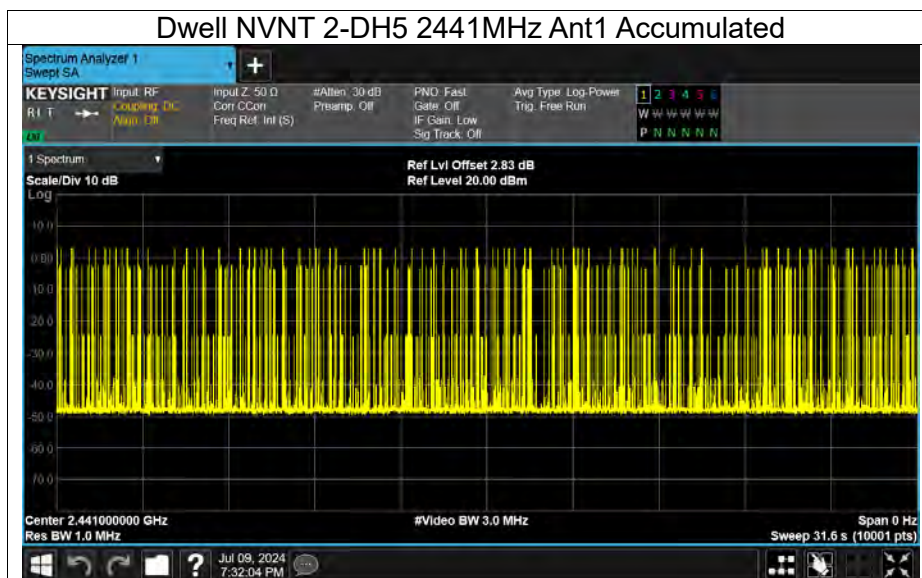 Dwell NVNT 2-DH5 2441MHz Ant1 Accumulated
Spectrum Analyzer 1
Swept SA
+
KEYSIGHT Input: RF Input Z: 50 Ω #Atten: 30 dB PNO: Fast Avg Type: Log-Power 1 2 3 4 5 6
Coupling: DC Corr CCorr Preamp: Off Gate: Off Trig: Free Run W W W W W W
Align: Off Freq Ref: Int (S) IF Gain: Low P N N N N N
Sig Track: Off
1 Spectrum
Ref Lvl Offset 2.83 dB
Scale/Div 10 dB Ref Level 20.00 dBm
Log
10.0
0.00
-10.0
-20.0
-30.0
-40.0
-50.0
-60.0
-70.0
Center 2.441000000 GHz #Video BW 3.0 MHz Span 0 Hz
Res BW 1.0 MHz Sweep 31.6 s (10001 pts)
? Jul 09, 2024
7:32:04 PM